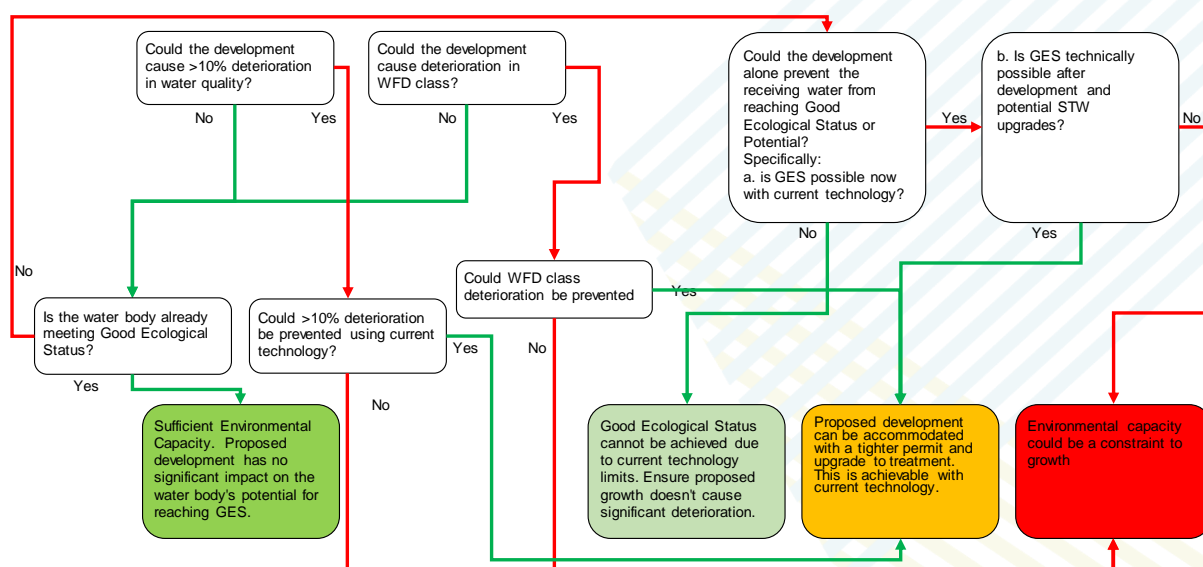 Could the development
cause >10% deterioration
in water quality?
Could the development
cause deterioration in
WFD class?
Could the development
alone prevent the
receiving water from
reaching Good
Ecological Status or
Potential?
Specifically:
a. is GES possible now
with current technology?
b. Is GES technically
possible after
development and
potential STW
upgrades?
No
Yes
No
Yes
Yes
No
No
Yes
No
Could WFD class
deterioration be prevented
Yes
Is the water body already
meeting Good Ecological
Status?
Could >10% deterioration
be prevented using current
technology?
Yes
No
Yes
No
Sufficient Environmental
Capacity. Proposed
development has no
significant impact on the
water body's potential for
reaching GES.
Good Ecological Status
cannot be achieved due
to current technology
limits. Ensure proposed
growth doesn't cause
significant deterioration.
Proposed development
can be accommodated
with a tighter permit and
upgrade to treatment.
This is achievable with
current technology.
Environmental capacity
could be a constraint to
growth